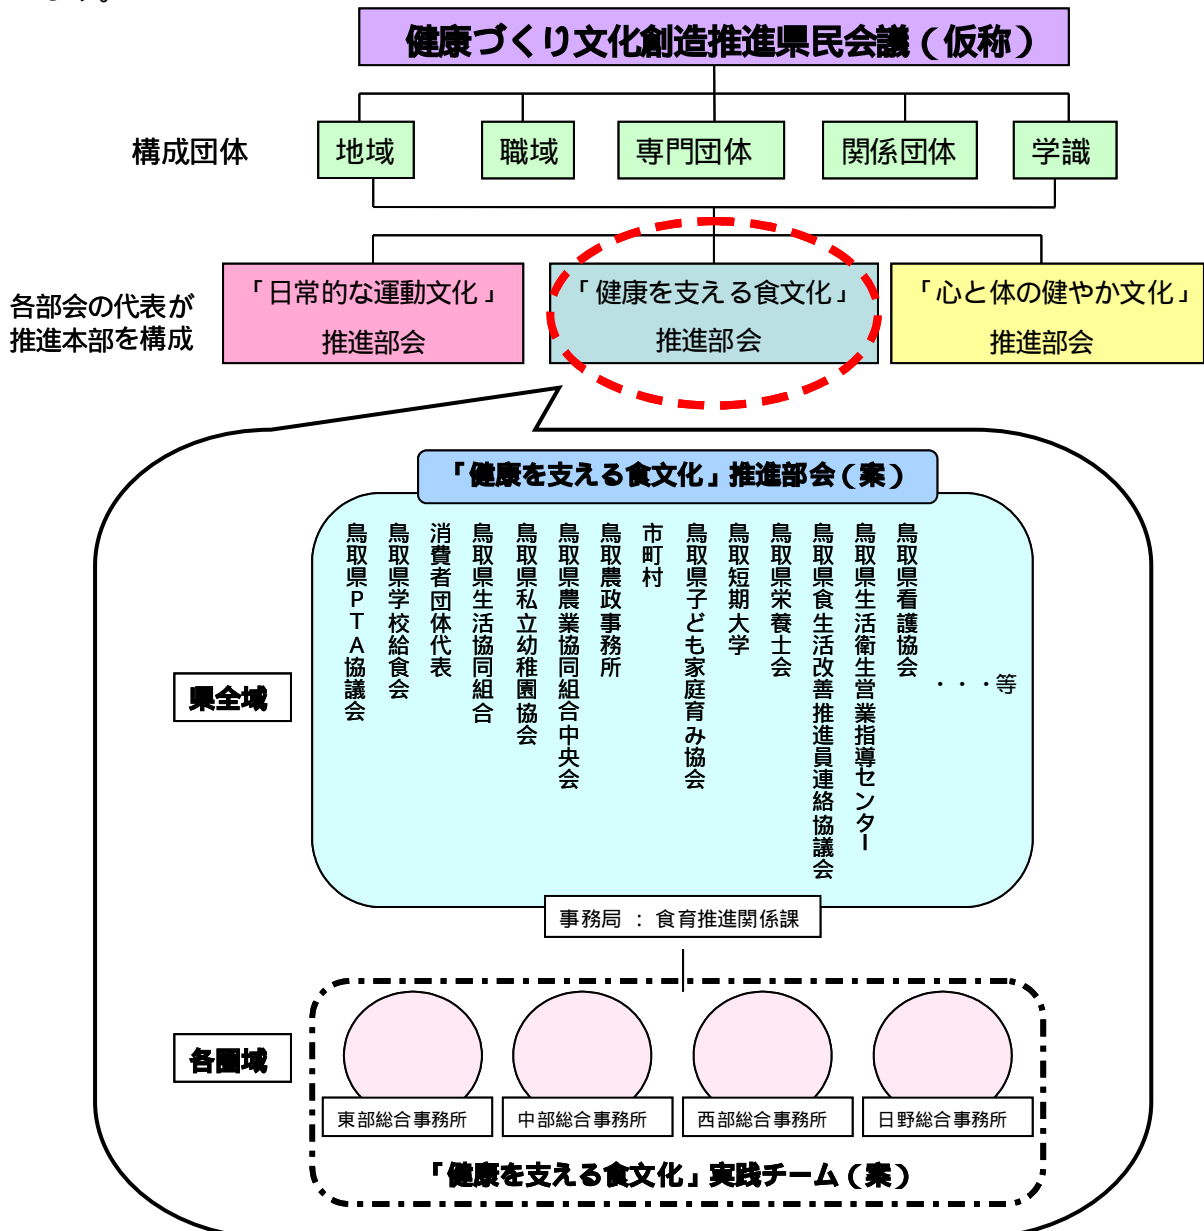 健康づくり文化創造推進県民会議（仮称）
構成団体
地域
職域
専門団体
関係団体
学識
各部会の代表が
推進本部を構成
「日常的な運動文化」
推進部会
「健康を支える食文化」
推進部会
「心と体の健やか文化」
推進部会
「健康を支える食文化」推進部会（案）
県全域
鳥取県ＰＴＡ協議会
鳥取県学校給食会
消費者団体代表
鳥取県生活協同組合
鳥取県私立幼稚園協会
鳥取県農業協同組合中央会
鳥取農政事務所
市町村
鳥取県子ども家庭育み協会
鳥取短期大学
鳥取県栄養士会
鳥取県食生活改善推進員連絡協議会
鳥取県生活衛生営業指導センター
鳥取県看護協会
・・・等
事務局 ： 食育推進関係課
各圏域
東部総合事務所
中部総合事務所
西部総合事務所
日野総合事務所
「健康を支える食文化」実践チーム（案）